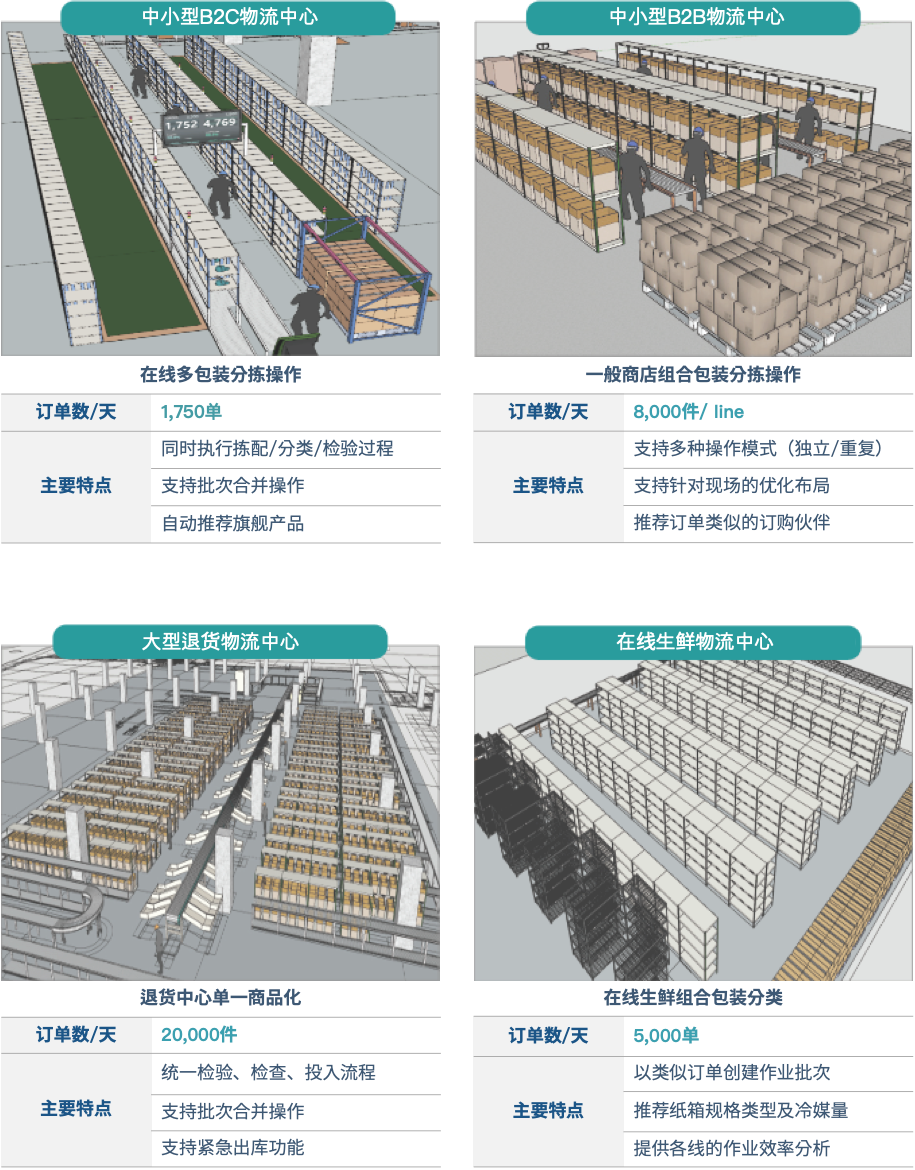 中小型B2C物流中心
1,752 4,769
在线多包装分拣操作
订单数/天
1,750单
主要特点
同时执行拣配/分类/检验过程
支持批次合并操作
自动推荐旗舰产品
中小型B2B物流中心
一般商店组合包装分拣操作
订单数/天
8,000件/ line
主要特点
支持多种操作模式（独立/重复）
支持针对现场的优化布局
推荐订单类似的订购伙伴
大型退货物流中心
退货中心单一商品化
订单数/天
20,000件
主要特点
统一检验、检查、投入流程
支持批次合并操作
支持紧急出库功能
在线生鲜物流中心
在线生鲜组合包装分类
订单数/天
5,000单
主要特点
以类似订单创建作业批次
推荐纸箱规格类型及冷媒量
提供各线的作业效率分析